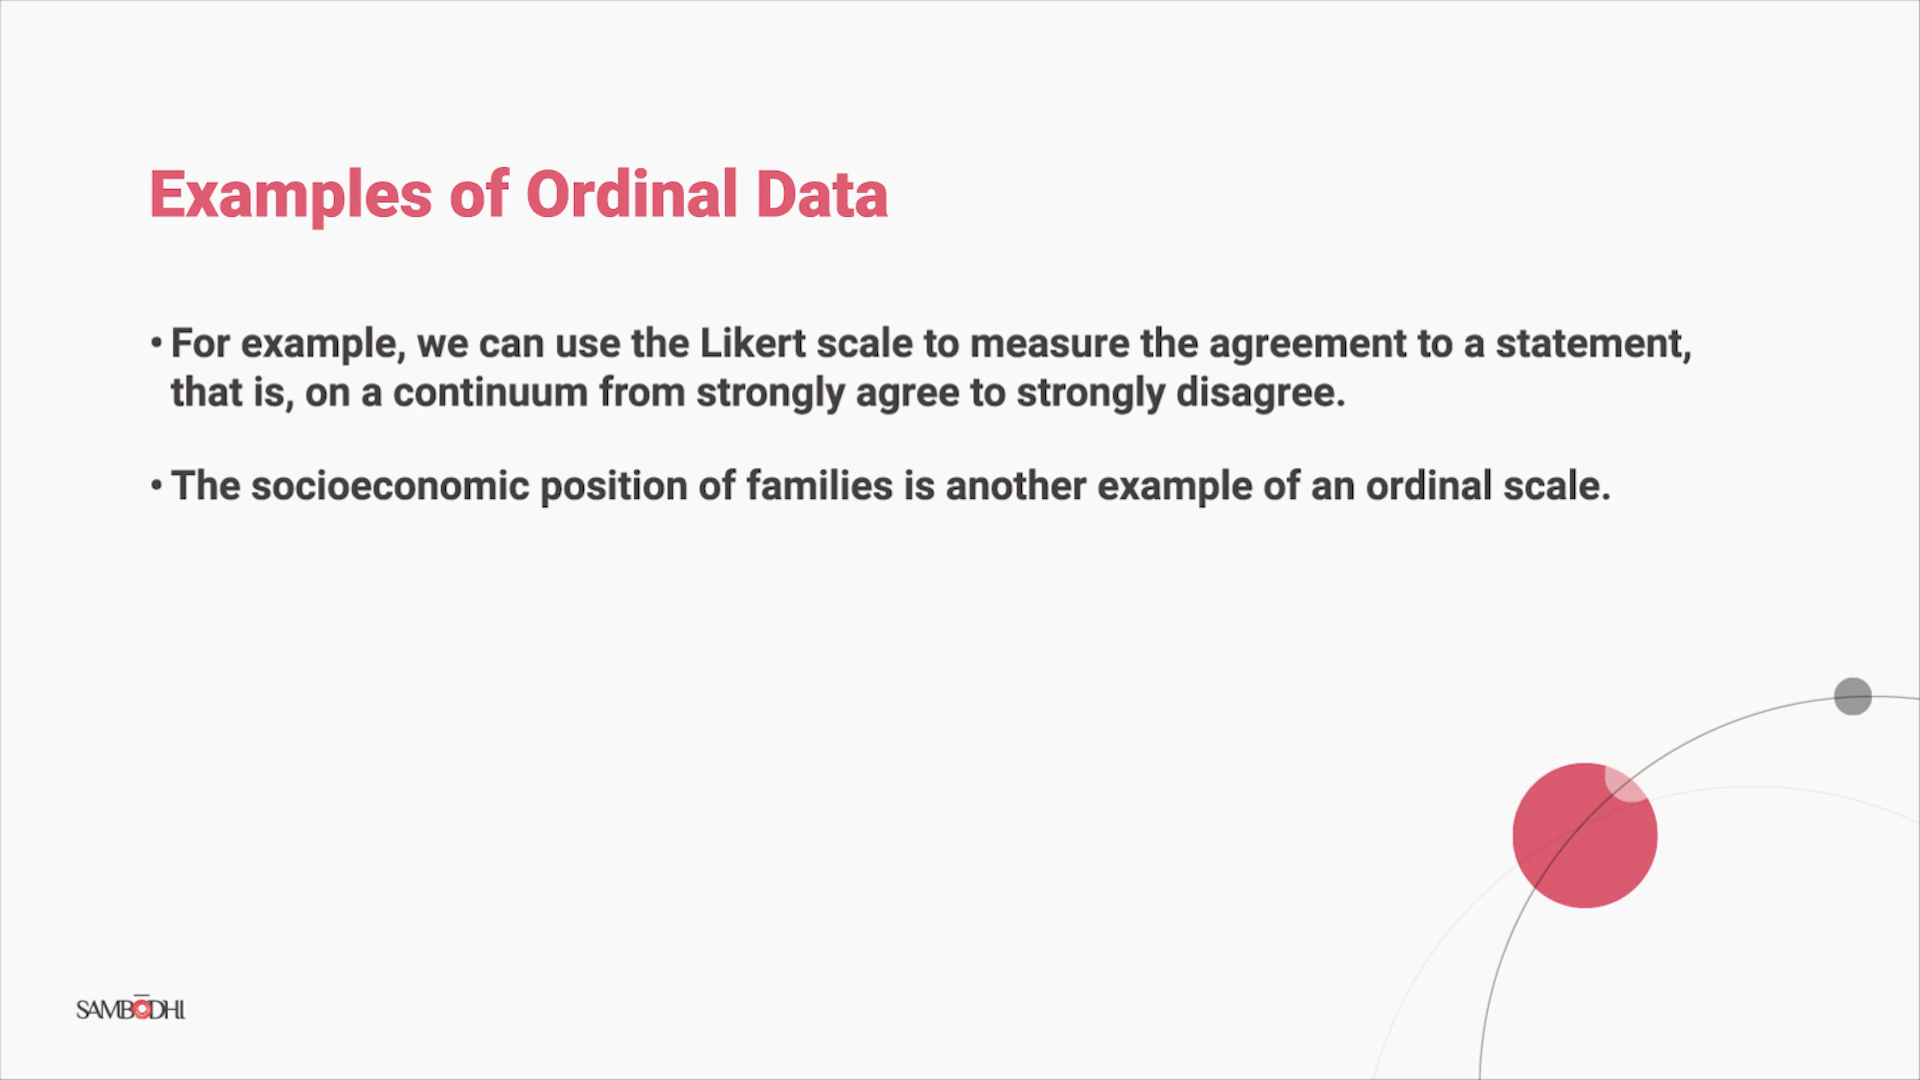 Examples of Ordinal Data
• For example, we can use the Likert scale to measure the agreement to a statement,
that is, on a continuum from strongly agree to strongly disagree.
• The socioeconomic position of families is another example of an ordinal scale.
SAMBŌDHI